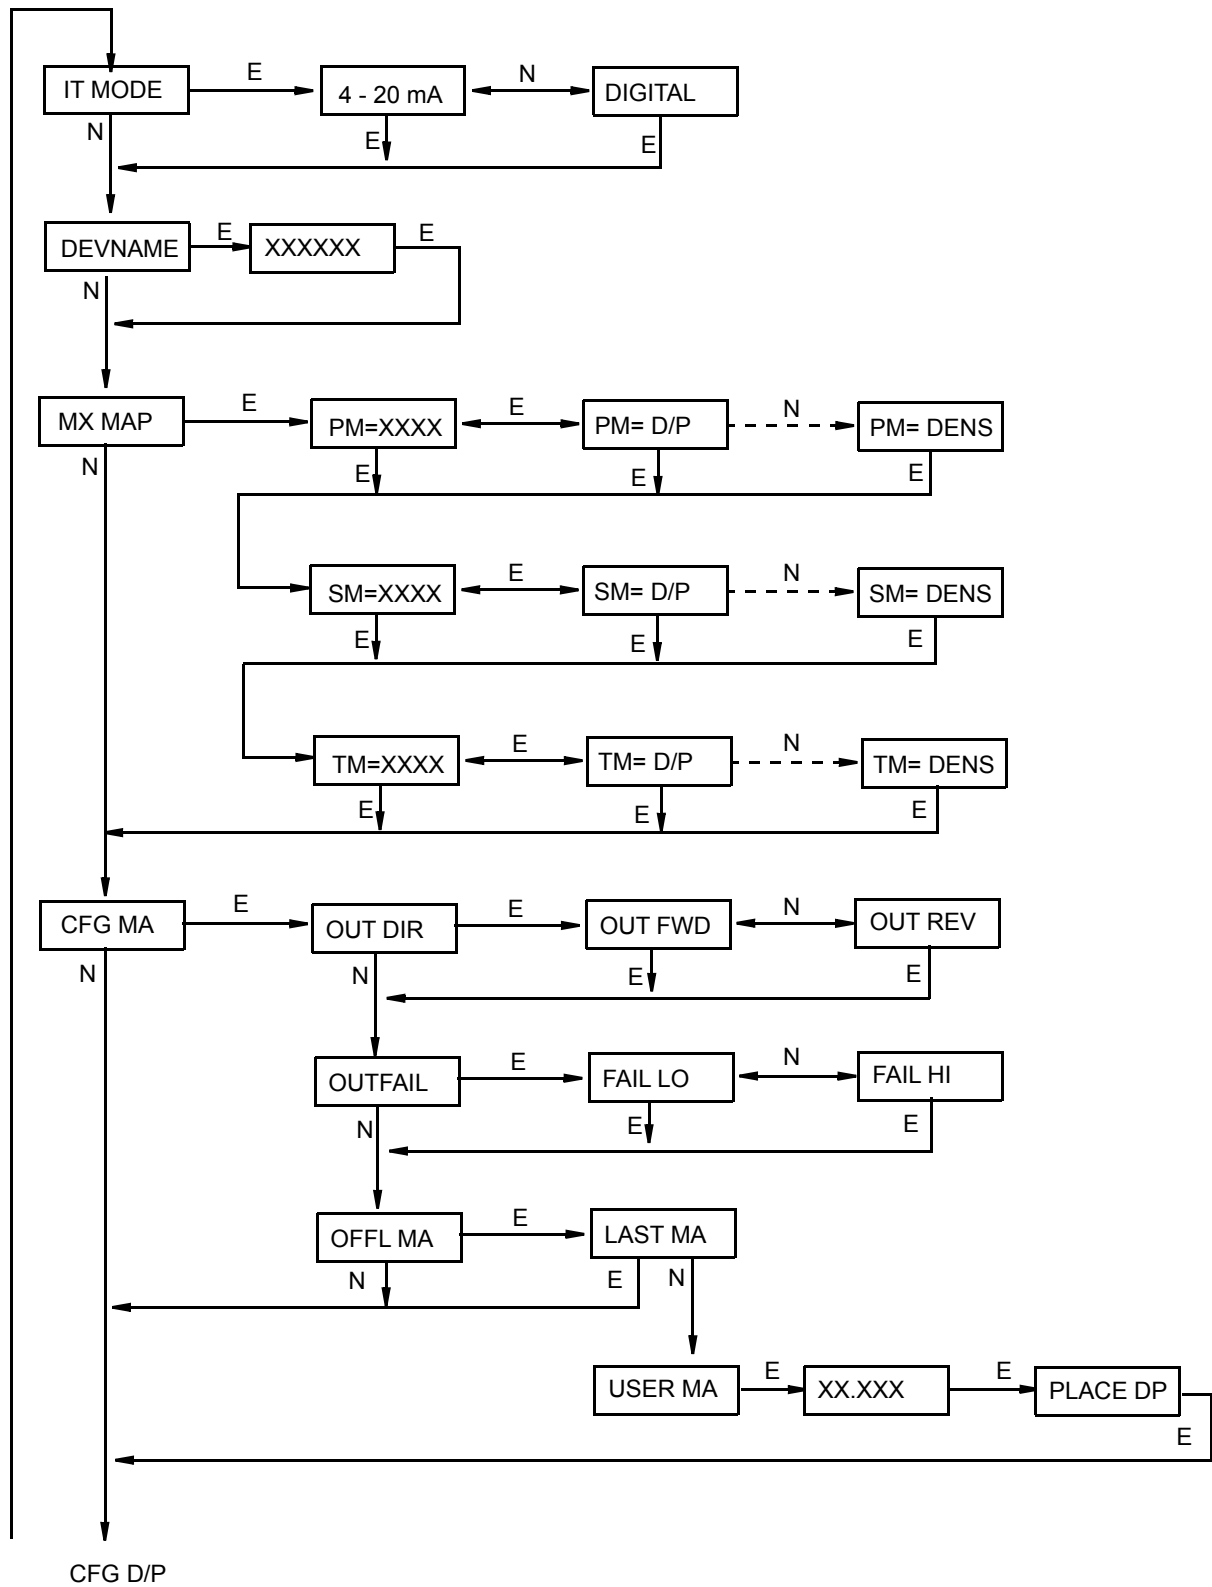 IT MODE
E
4 - 20 mA
N
DIGITAL
N
E
E
DEVNAME
E
XXXXXX
E
N
MX MAP
E
PM=XXXX
E
PM= D/P
N
PM= DENS
N
E
E
E
SM=XXXX
E
SM= D/P
N
SM= DENS
E
E
E
TM=XXXX
E
TM= D/P
N
TM= DENS
E
E
E
CFG MA
E
OUT DIR
E
OUT FWD
N
OUT REV
N
N
E
E
OUTFAIL
E
FAIL LO
N
FAIL HI
N
E
E
OFFL MA
E
LAST MA
N
E
N
USER MA
E
XX.XXX
E
PLACE DP
E
CFG D/P